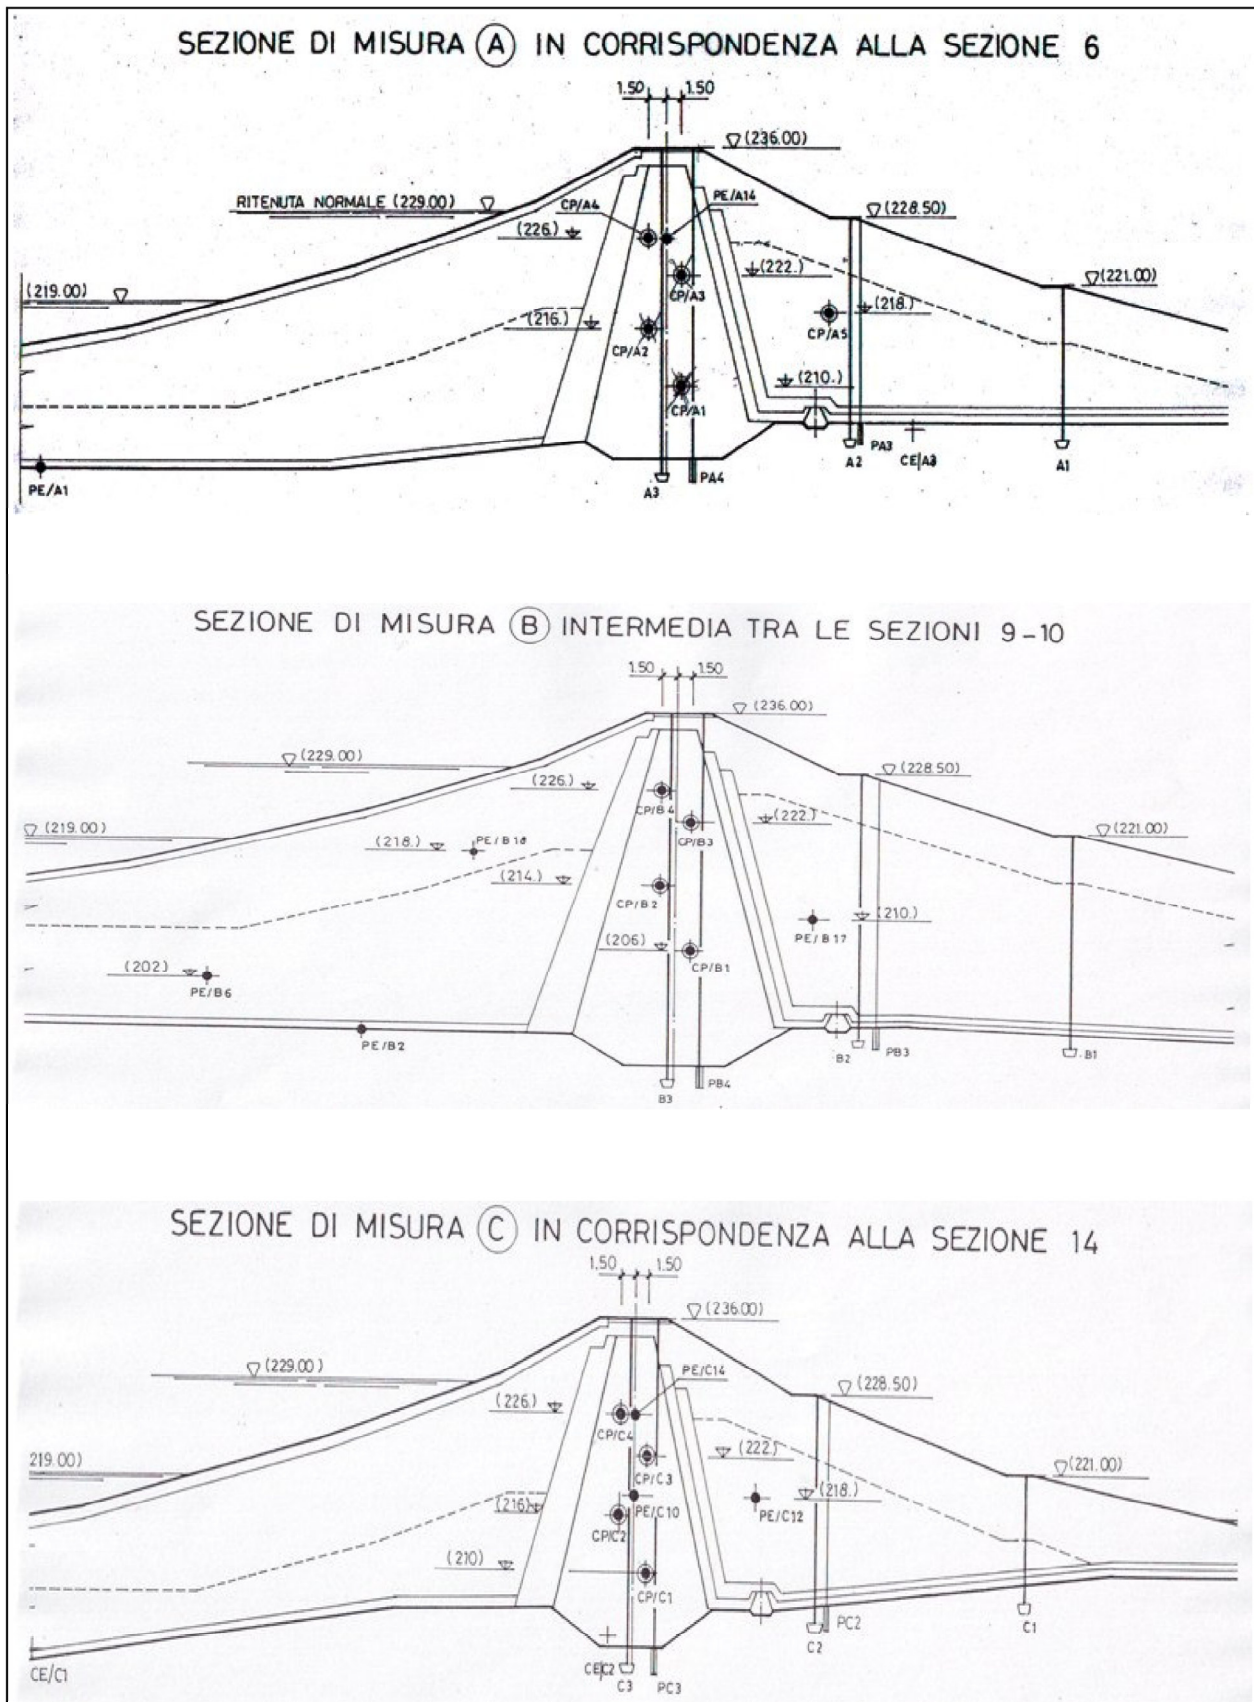 SEZIONE DI MISURA A IN CORRISPONDENZA ALLA SEZIONE 6
1.50 1.50
(236.00)
RITENUTA NORMALE (229.00)
CP/A4
PE/A14
(228.50)
(226.)
(222.)
(221.00)
(219.00)
CP/A3
(216.)
(218.)
CP/A2
CP/A5
(210.)
CP/A1
PE/A1
A3
PA4
A2
PA3
CE/A3
A1
SEZIONE DI MISURA B INTERMEDIA TRA LE SEZIONI 9-10
1.50 1.50
(236.00)
(229.00)
(228.50)
(226.)
CP/B4
(222.)
(219.00)
(221.00)
(218.)
PE/B18
CP/B3
(214.)
CP/B2
(210.)
PE/B17
(206)
CP/B1
(202)
PE/B6
PE/B2
B3
PB4
B2
PB3
B1
SEZIONE DI MISURA C IN CORRISPONDENZA ALLA SEZIONE 14
1.50 1.50
(236.00)
(229.00)
PE/C14
(228.50)
(226.)
CP/C4
(222.)
219.00)
CP/C3
(221.00)
(216)
PE/C10
PE/C12
(218.)
CP/C2
(210)
CP/C1
CE/C1
CE/C2
C3
PC3
C2
PC2
C1